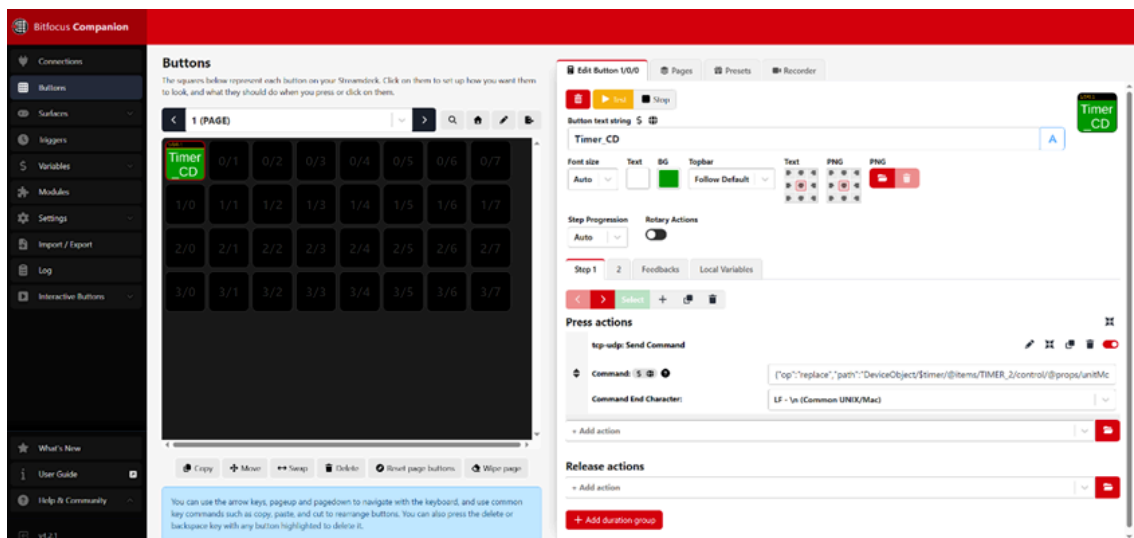 Bitfocus Companion
Connections
Buttons
Surfaces
Triggers
Variables
Modules
Settings
Import / Export
Log
Interactive Buttons
What's New
User Guide
Help & Community
v4.2.1
Buttons
The squares below represent each button on your Streamdeck. Click on them to set up how you want them
to look, and what they should do when you press or click on them.
1 (PAGE)
Timer
_CD
0/1 0/2 0/3 0/4 0/5 0/6 0/7
1/0 1/1 1/2 1/3 1/4 1/5 1/6 1/7
2/0 2/1 2/2 2/3 2/4 2/5 2/6 2/7
3/0 3/1 3/2 3/3 3/4 3/5 3/6 3/7
Copy Move Swap Delete Reset page buttons Wipe page
You can use the arrow keys, pageup and pagedown to navigate with the keyboard, and use common
key commands such as copy, paste, and cut to rearrange buttons. You can also press the delete or
backspace key with any button highlighted to delete it.
Edit Button 1/0/0 Pages Presets Recorder
Test Stop
Timer
_CD
Button text string
Timer_CD
A
Font size Text BG Topbar Text PNG PNG
Auto Follow Default
Step Progression Rotary Actions
Auto
Step 1 2 Feedbacks Local Variables
Select
Press actions
tcp-udp: Send Command
Command:
{"op":"replace","path":"DeviceObject/$timer/@items/TIMER_2/control/@props/unitMc
Command End Character:
LF - \n (Common UNIX/Mac)
+ Add action
Release actions
+ Add action
+ Add duration group